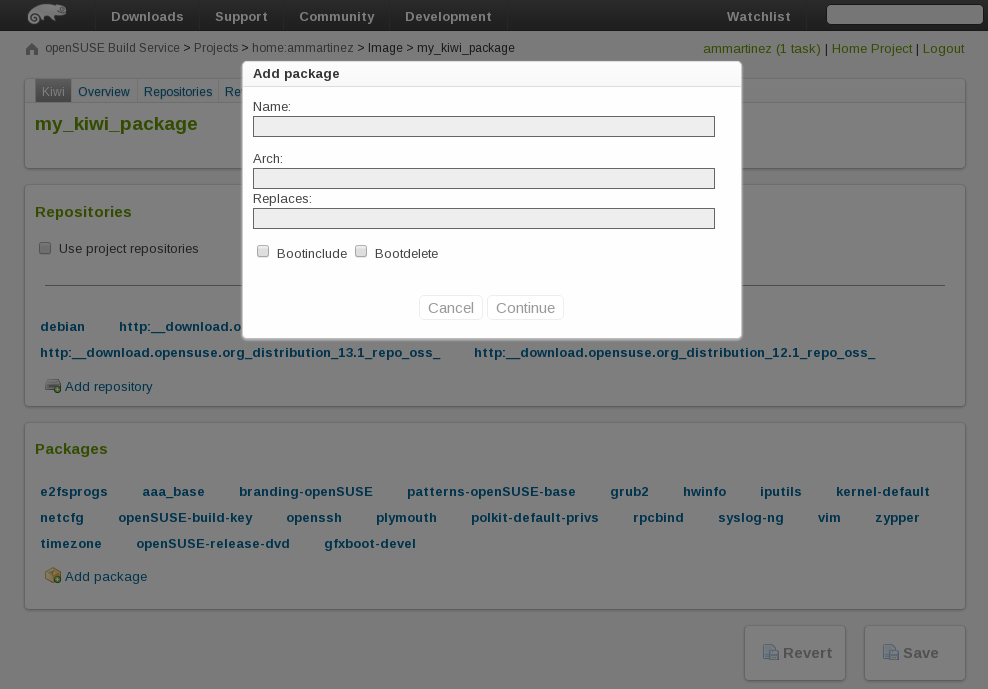 Downloads Support Community Development Watchlist
openSUSE Build Service > Projects > home:ammartinez > Image > my_kiwi_package
ammartinez (1 task) | Home Project | Logout
Add package
Kiwi Overview Repositories Re
my_kiwi_package
Name:
Arch:
Replaces:
Bootinclude Bootdelete
Cancel Continue
Repositories
Use project repositories
debian http:__download.o
http:__download.opensuse.org_distribution_13.1_repo_oss_ http:__download.opensuse.org_distribution_12.1_repo_oss_
Add repository
Packages
e2fsprogs aaa_base branding-openSUSE patterns-openSUSE-base grub2 hwinfo iputils kernel-default
netcfg openSUSE-build-key openssh plymouth polkit-default-privs rpcbind syslog-ng vim zypper
timezone openSUSE-release-dvd gfxboot-devel
Add package
Revert Save